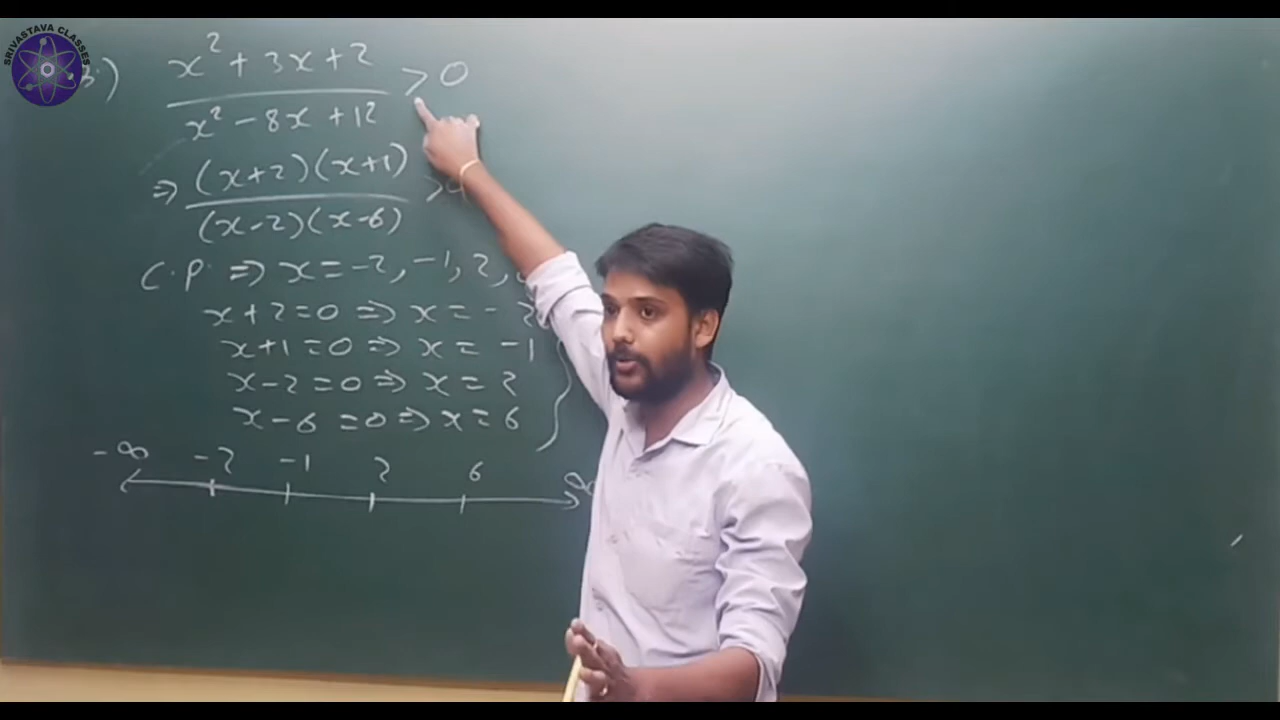 SRIVASTAVA CLASSES
3.) x² + 3x + 2 / x² - 8x + 12 > 0
⇒ (x+2)(x+1) / (x-2)(x-6) >
C.P. ⇒ x = -2, -1, 2,
x+2=0 ⇒ x = -2
x+1=0 ⇒ x = -1
x-2=0 ⇒ x = 2
x-6=0 ⇒ x = 6
-∞ -2 -1 2 6 ∞